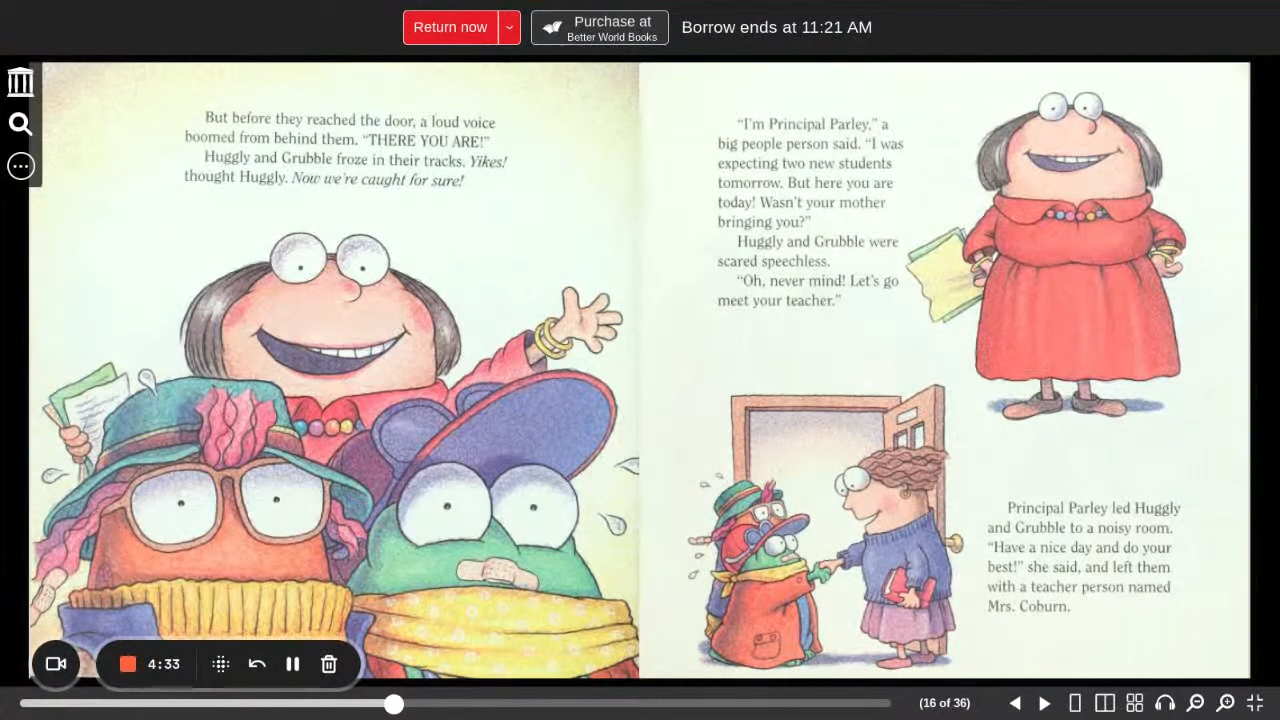 Return now
Purchase at
Better World Books
Borrow ends at 11:21 AM
But before they reached the door, a loud voice
boomed from behind them. “THERE YOU ARE!”
Huggly and Grubble froze in their tracks. Yikes!
thought Huggly. Now we're caught for sure!
“I'm Principal Parley,” a
big people person said. “I was
expecting two new students
tomorrow. But here you are
today! Wasn't your mother
bringing you?”
Huggly and Grubble were
scared speechless.
“Oh, never mind! Let's go
meet your teacher.”
Principal Parley led Huggly
and Grubble to a noisy room.
“Have a nice day and do your
best!” she said, and left them
with a teacher person named
Mrs. Coburn.
4:33
(16 of 36)